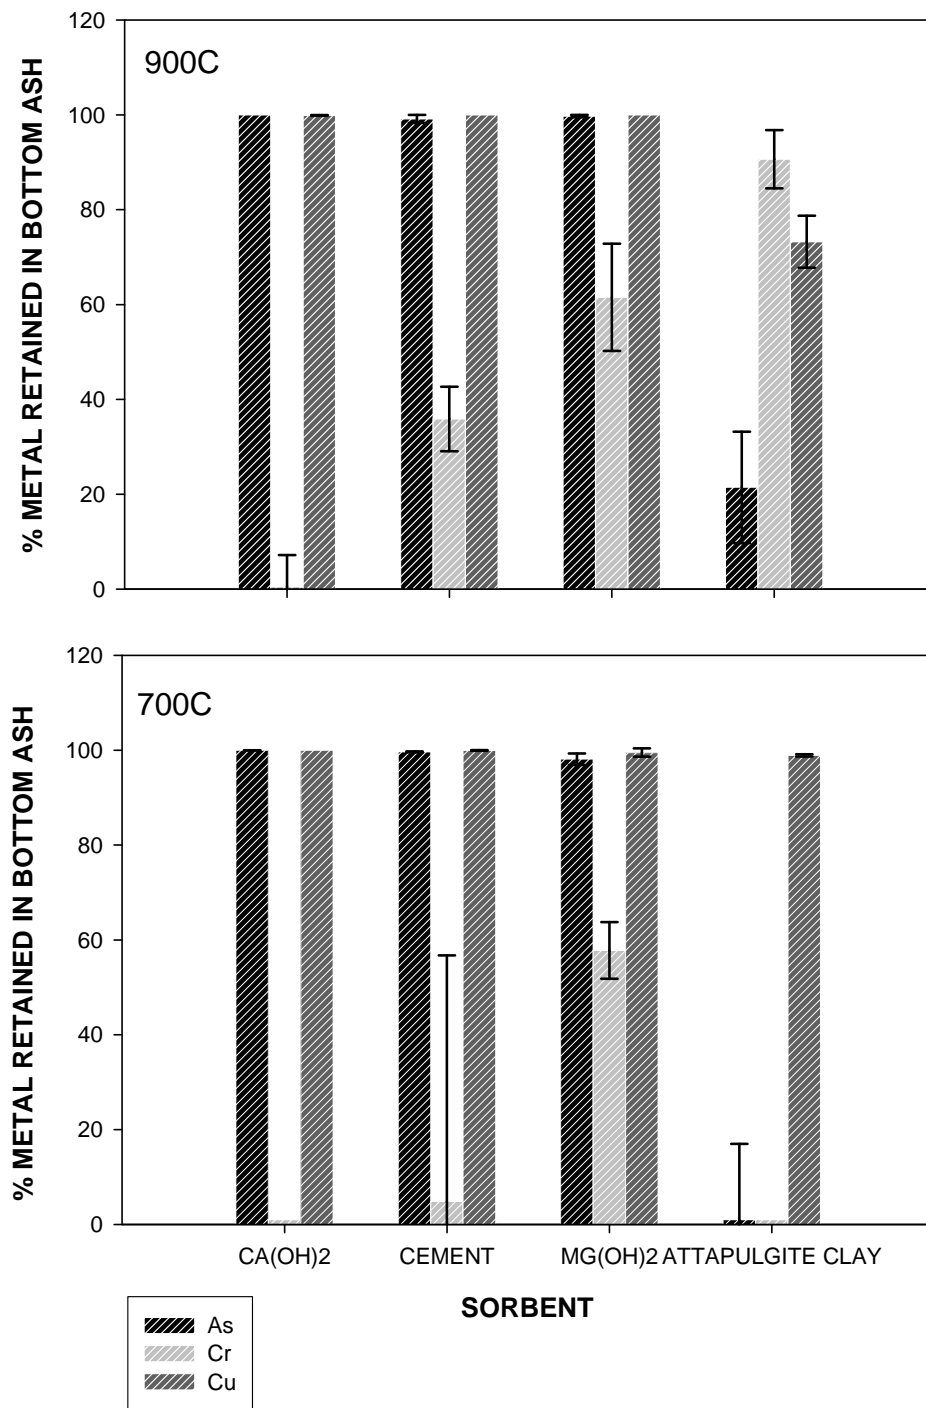 % METAL RETAINED IN BOTTOM ASH
120
100
80
60
40
20
0
900C
% METAL RETAINED IN BOTTOM ASH
120
100
80
60
40
20
0
700C
CA(OH)2 CEMENT MG(OH)2 ATTAPULGITE CLAY
SORBENT
As
Cr
Cu